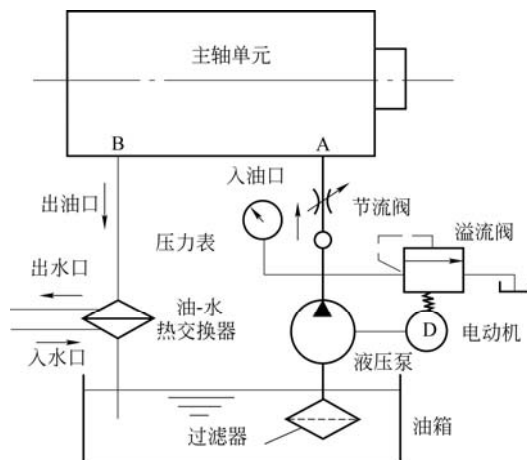 主轴单元
B
A
入油口
出油口
节流阀
压力表
溢流阀
出水口
油-水
热交换器
D
电动机
入水口
液压泵
过滤器
油箱